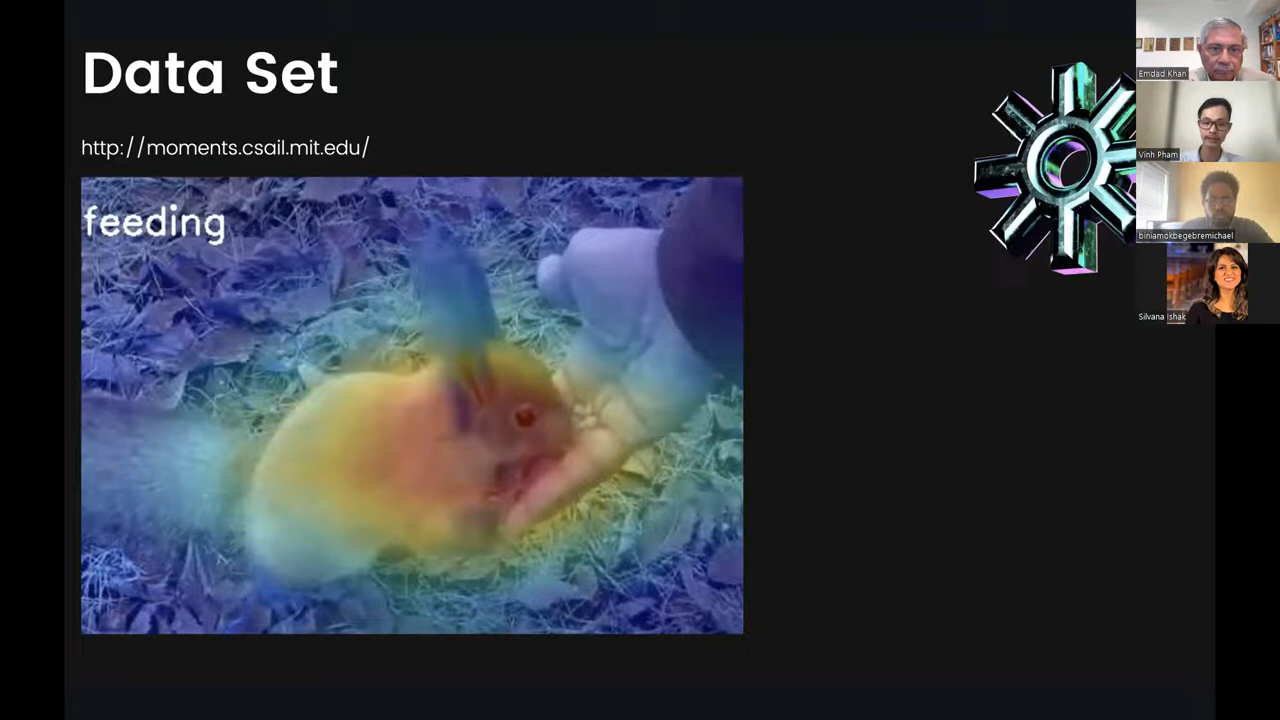 Data Set
http://moments.csail.mit.edu/
feeding
Emdad Khan
Vinh Pham
biniamokbegebremichael
Silvana Ishak